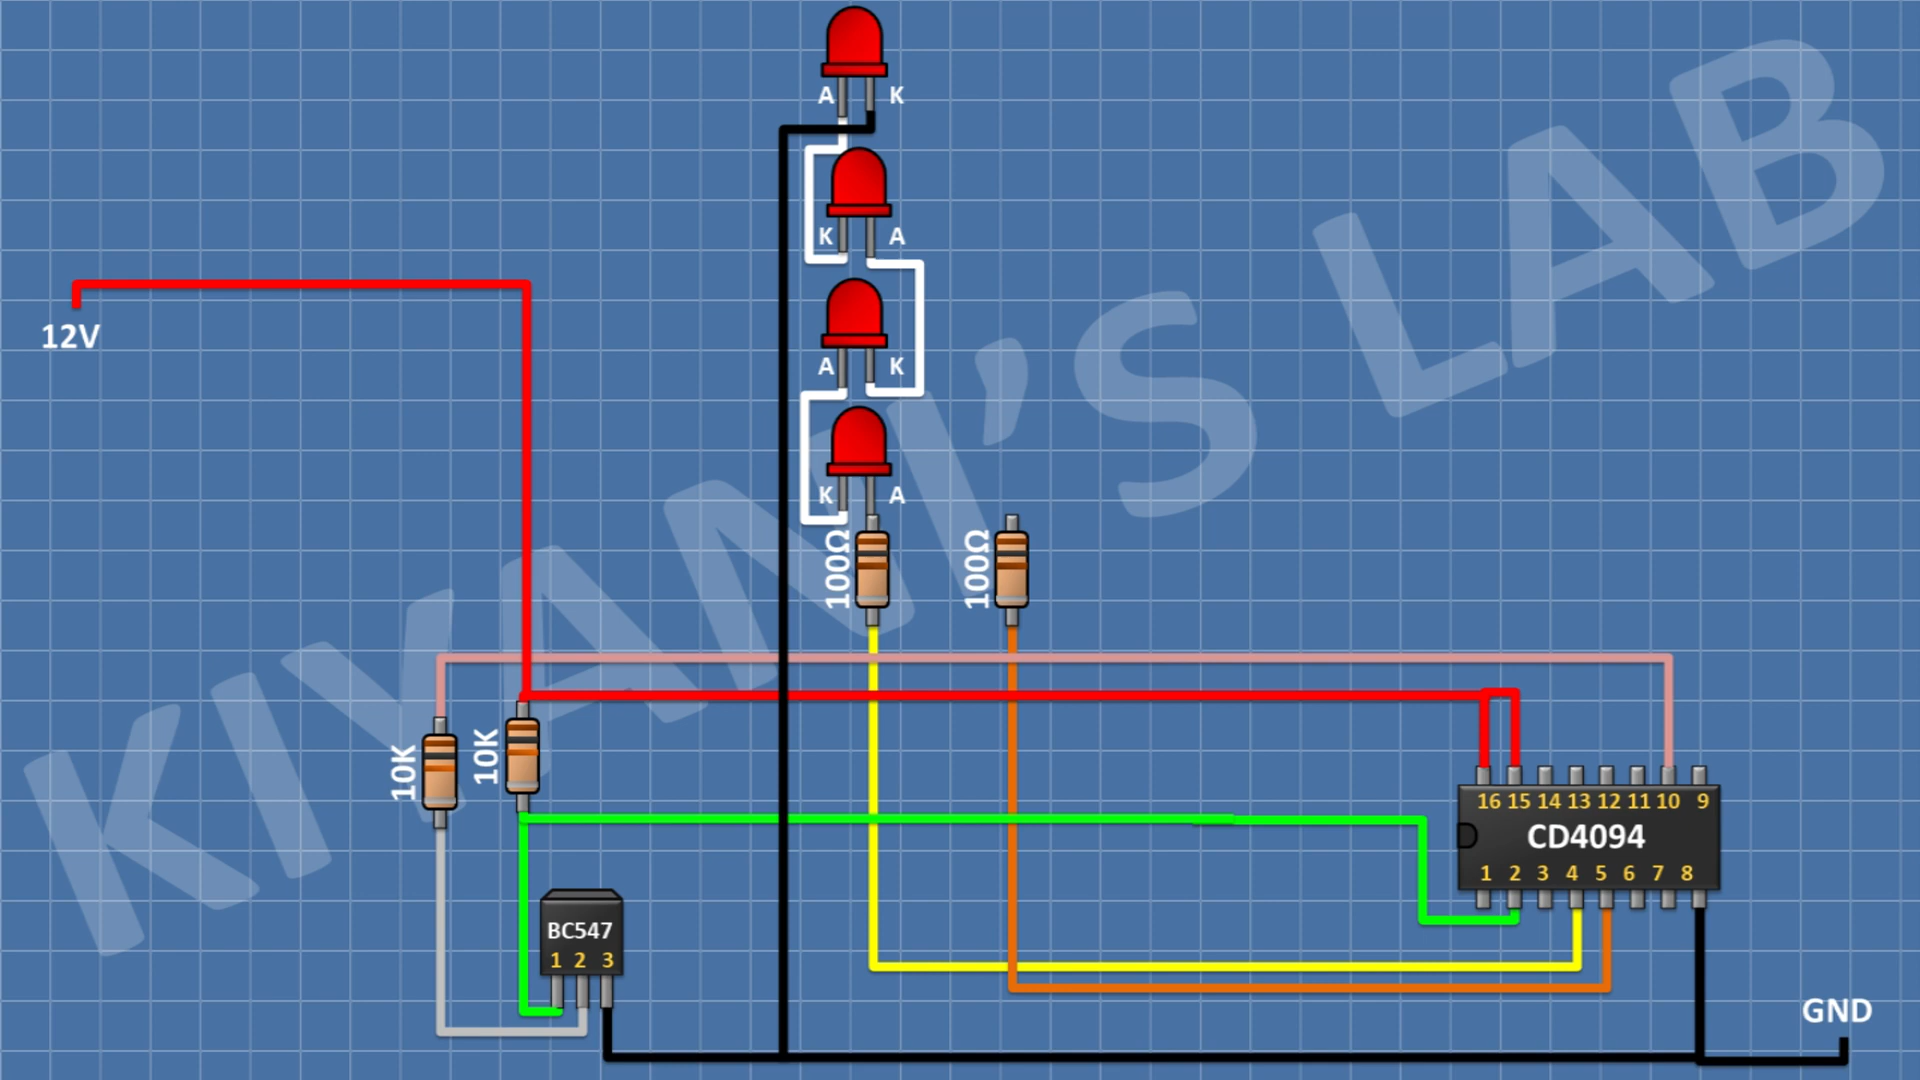 A K
K A
12V
A K
K A
100Ω
100Ω
10K
10K
16 15 14 13 12 11 10 9
CD4094
1 2 3 4 5 6 7 8
BC547
1 2 3
GND
KIYANI'S LAB